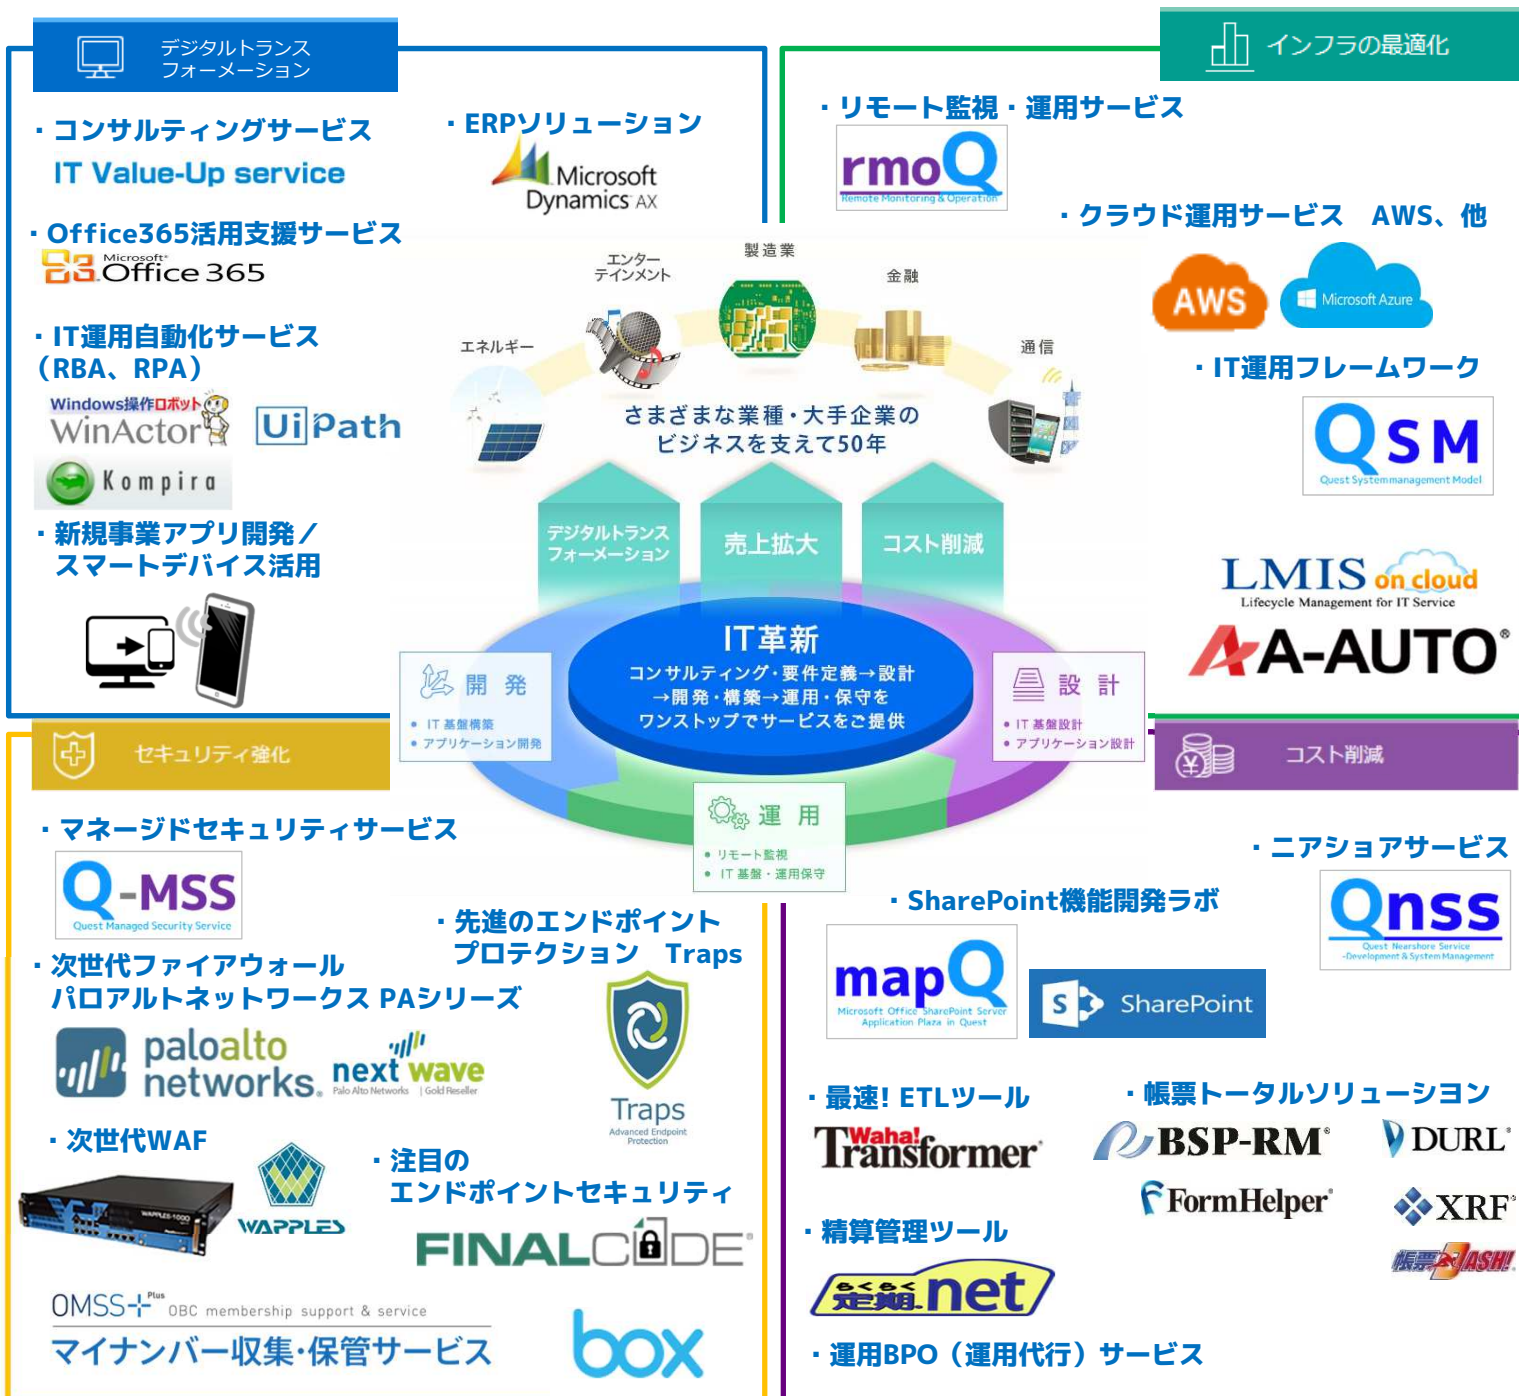 デジタルトランス
フォーメーション
・コンサルティングサービス
IT Value-Up service
・ERPソリューション
Microsoft
Dynamics AX
・Office365活用支援サービス
Microsoft
Office 365
・IT運用自動化サービス
（RBA、RPA）
Windows操作ロボット
WinActor
UiPath
Kompira
・新規事業アプリ開発／
スマートデバイス活用
インフラの最適化
・リモート監視・運用サービス
rmoQ
Remote Monitoring & Operation
・クラウド運用サービス　AWS、他
AWS
Microsoft Azure
・IT運用フレームワーク
QSM
Quest Systemmanagement Model
LMIS on cloud
Lifecycle Management for IT Service
A-AUTO®
エネルギー
エンター
テインメント
製造業
金融
通信
さまざまな業種・大手企業の
ビジネスを支えて50年
デジタルトランス
フォーメーション
売上拡大
コスト削減
IT革新
コンサルティング・要件定義→設計
→開発・構築→運用・保守を
ワンストップでサービスをご提供
開発
● IT 基盤構築
● アプリケーション開発
設計
● IT 基盤設計
● アプリケーション設計
運用
● リモート監視
● IT 基盤・運用保守
セキュリティ強化
・マネージドセキュリティサービス
Q-MSS
Quest Managed Security Service
・先進のエンドポイント
プロテクション　Traps
Traps
Advanced Endpoint
Protection
・次世代ファイアウォール
パロアルトネットワークス PAシリーズ
paloalto
networks®
next wave
Palo Alto Networks | Gold Reseller
・次世代WAF
WAPPLES-1000
WAPPLES
・注目の
エンドポイントセキュリティ
FINALCODE®
OMSS+ Plus OBC membership support & service
マイナンバー収集・保管サービス
box
コスト削減
・ニアショアサービス
Qnss
Quest Nearshore Service
-Development & System Management
・SharePoint機能開発ラボ
mapQ
Microsoft Office SharePoint Server
Application Plaza in Quest
S SharePoint
・最速! ETLツール
Waha!
Transformer®
・帳票トータルソリューシヨン
BSP-RM®
DURL®
FormHelper®
XRF®
帳票DASH!
・精算管理ツール
らくらく
定期.net
・運用BPO（運用代行）サービス